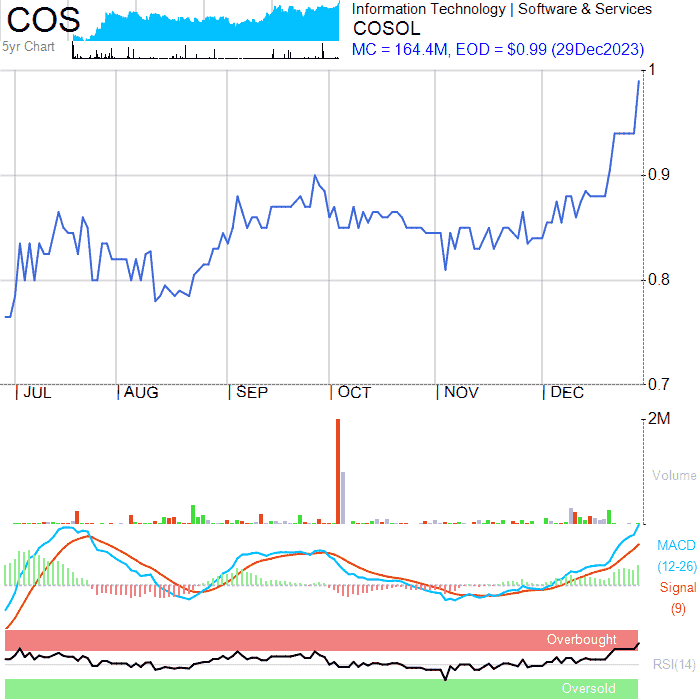 COS
5yr Chart
Information Technology | Software & Services
COSOL
MC = 164.4M, EOD = $0.99 (29Dec2023)
1
0.9
0.8
0.7
| JUL | AUG | SEP | OCT | NOV | DEC
2M
Volume
MACD
(12-26)
Signal
(9)
Overbought
RSI(14)
Oversold